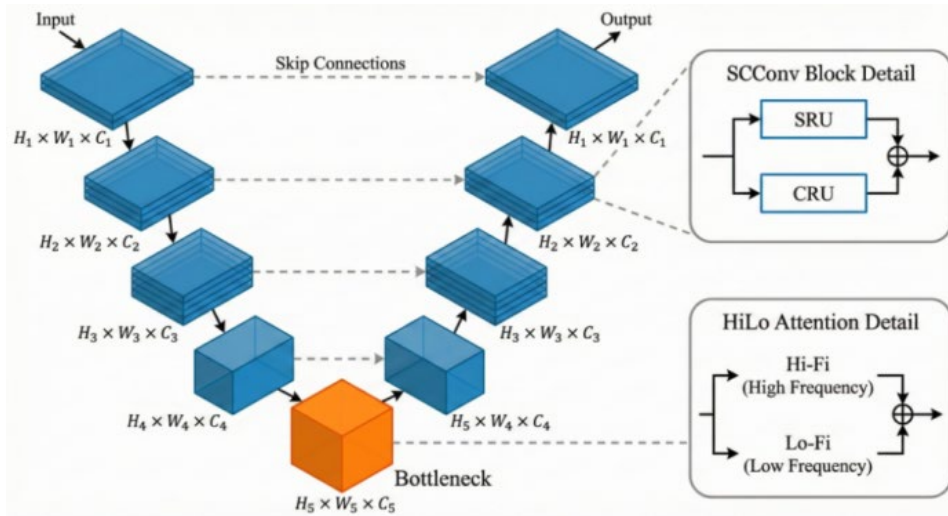 Input
Output
Skip Connections
H₁ × W₁ × C₁
H₁ × W₁ × C₁
H₂ × W₂ × C₂
H₂ × W₂ × C₂
H₃ × W₃ × C₃
H₃ × W₃ × C₃
H₄ × W₄ × C₄
H₅ × W₄ × C₄
Bottleneck
H₅ × W₅ × C₅
SCConv Block Detail
SRU
CRU
HiLo Attention Detail
Hi-Fi
(High Frequency)
Lo-Fi
(Low Frequency)